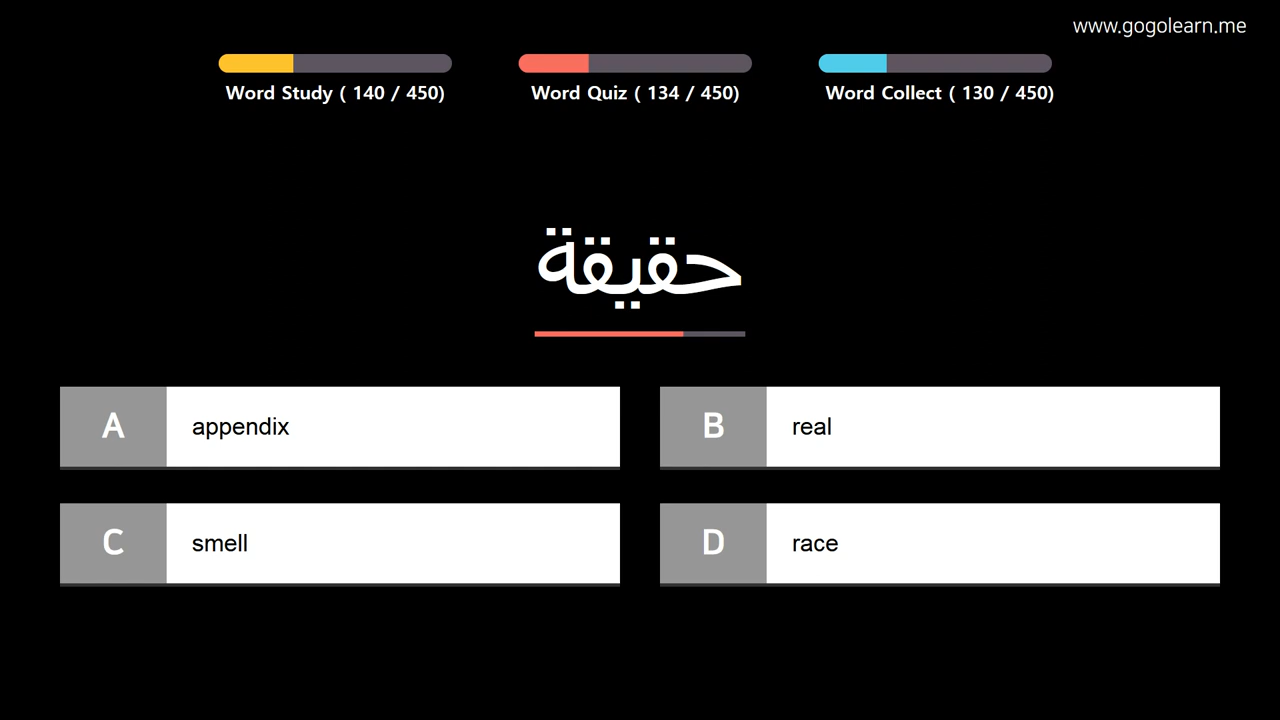 www.gogolearn.me
Word Study ( 140 / 450)
Word Quiz ( 134 / 450)
Word Collect ( 130 / 450)
حقيقة
A appendix
B real
C smell
D race